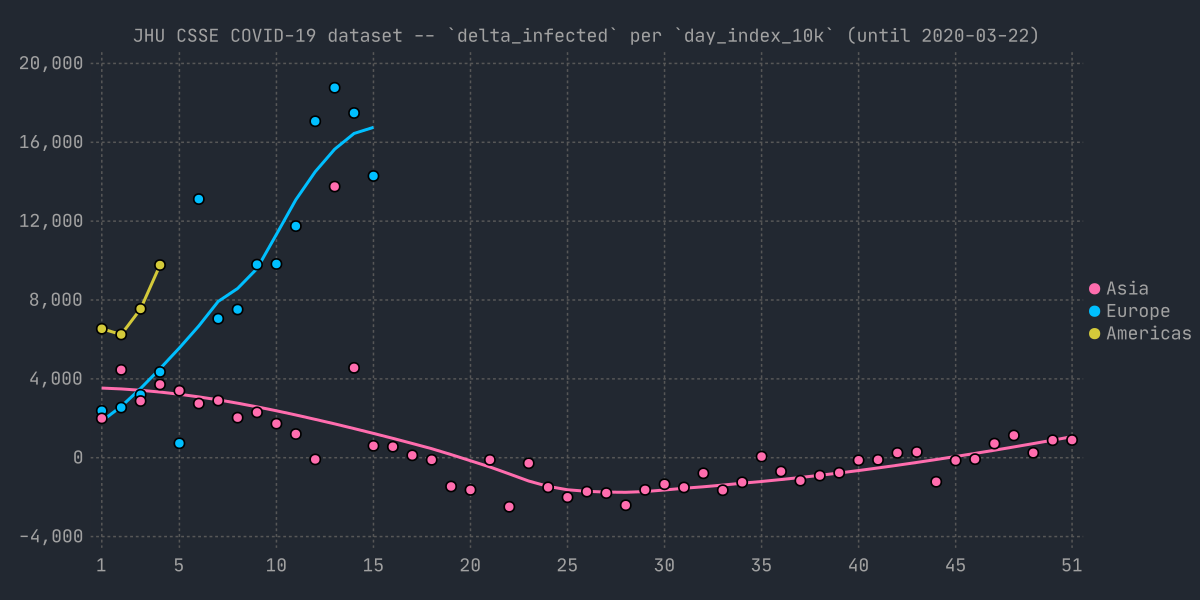 JHU CSSE COVID-19 dataset -- `delta_infected` per `day_index_10k` (until 2020-03-22)
20,000
16,000
12,000
8,000
4,000
0
-4,000
1 5 10 15 20 25 30 35 40 45 51
Asia
Europe
Americas